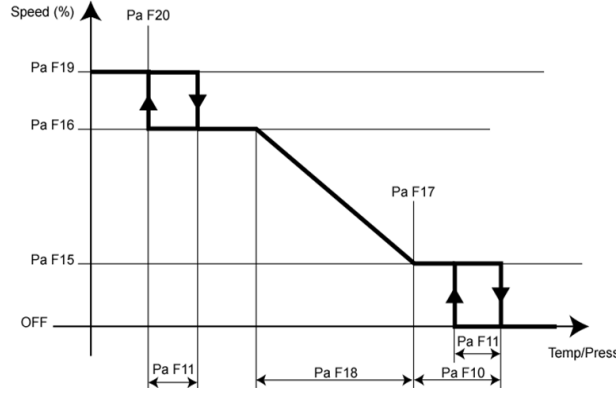 Speed (%)
Pa F20
Pa F19
Pa F16
Pa F17
Pa F15
OFF
Pa F11
Temp/Press
Pa F11
Pa F18
Pa F10